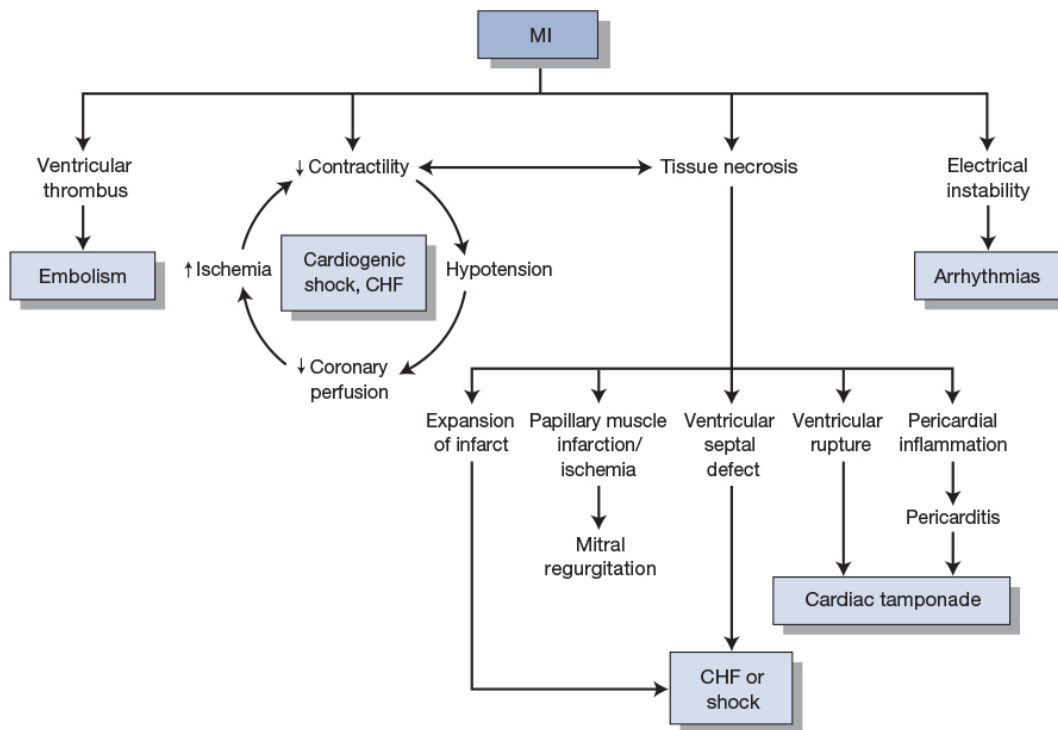 MI
Ventricular
thrombus
Embolism
↓ Contractility
Hypotension
↓ Coronary
perfusion
↑ Ischemia
Cardiogenic
shock, CHF
Tissue necrosis
Electrical
instability
Arrhythmias
Expansion
of infarct
Papillary muscle
infarction/
ischemia
Mitral
regurgitation
Ventricular
septal
defect
Ventricular
rupture
Pericardial
inflammation
Pericarditis
Cardiac tamponade
CHF or
shock